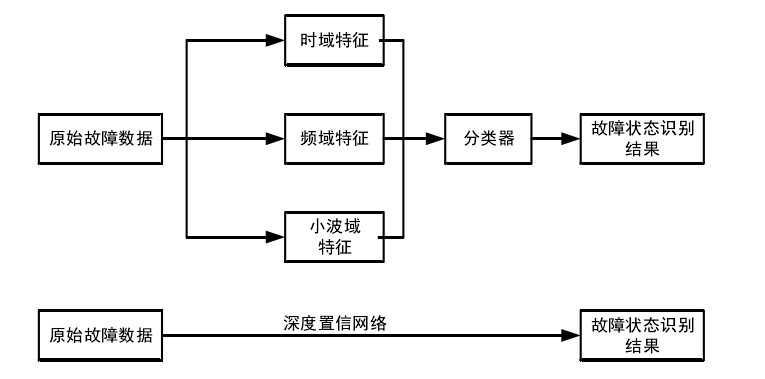 时域特征
原始故障数据
频域特征
分类器
故障状态识别
结果
小波域
特征
原始故障数据
深度置信网络
故障状态识别
结果